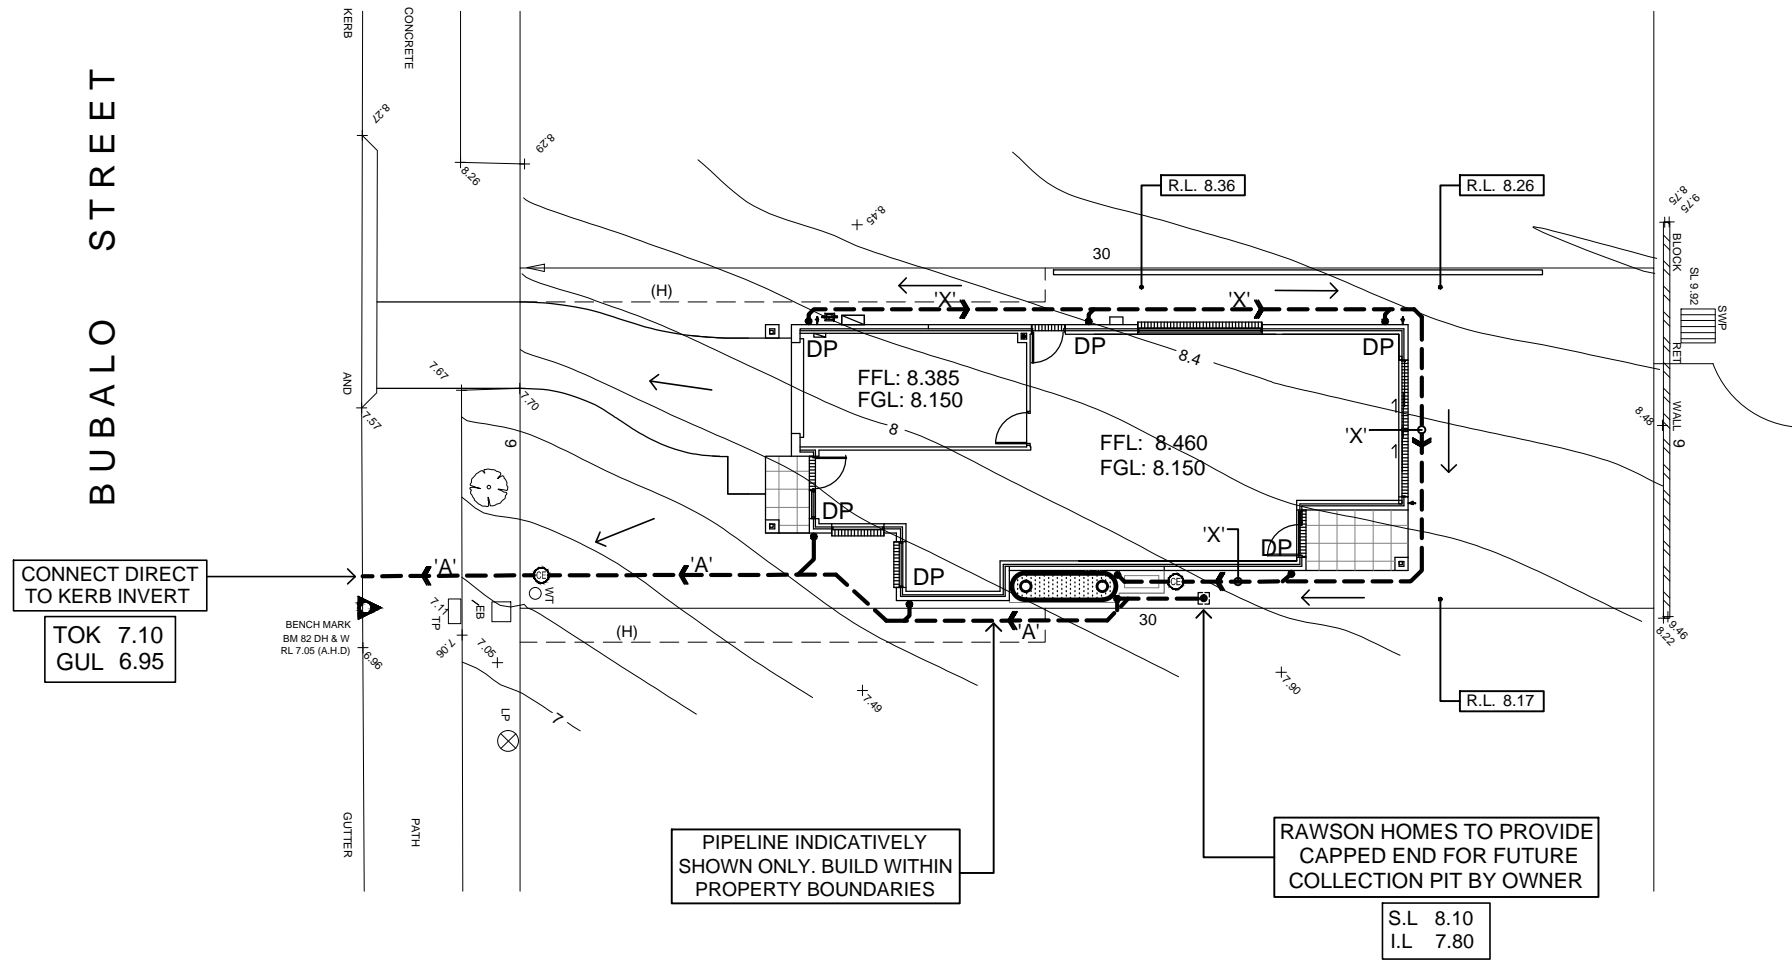 BUBALO STREET
KERB
CONCRETE
8.27
8.26
8.29
8.45
R.L. 8.36
R.L. 8.26
9.75
8.75
BLOCK
SL 9.92
SWP
RET
WALL
9
8.48
30
(H)
'X'
'X'
DP
DP
DP
8.4
FFL: 8.385
FGL: 8.150
8
FFL: 8.460
FGL: 8.150
'X'
'X'
AND
7.67
7.70
7.57
9
DP
DP
DP
'A'
'A'
CE
CE
WT
EB
TP
7.11
7.06
7.05
CONNECT DIRECT
TO KERB INVERT
TOK 7.10
GUL 6.95
BENCH MARK
BM 82 DH & W
RL 7.05 (A.H.D)
6.96
(H)
'A'
30
9.46
8.22
7.49
7.90
R.L. 8.17
LP
7
GUTTER
PATH
PIPELINE INDICATIVELY
SHOWN ONLY. BUILD WITHIN
PROPERTY BOUNDARIES
RAWSON HOMES TO PROVIDE
CAPPED END FOR FUTURE
COLLECTION PIT BY OWNER
S.L 8.10
I.L 7.80